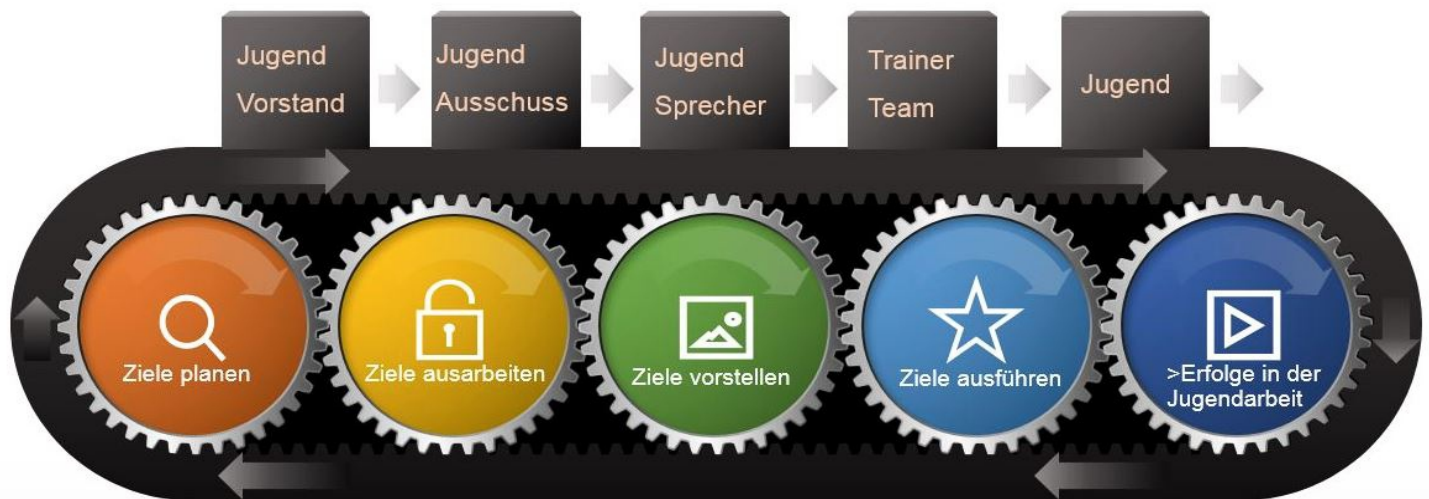 Jugend
Vorstand
Jugend
Ausschuss
Jugend
Sprecher
Trainer
Team
Jugend
Ziele planen
Ziele ausarbeiten
Ziele vorstellen
Ziele ausführen
>Erfolge in der
Jugendarbeit